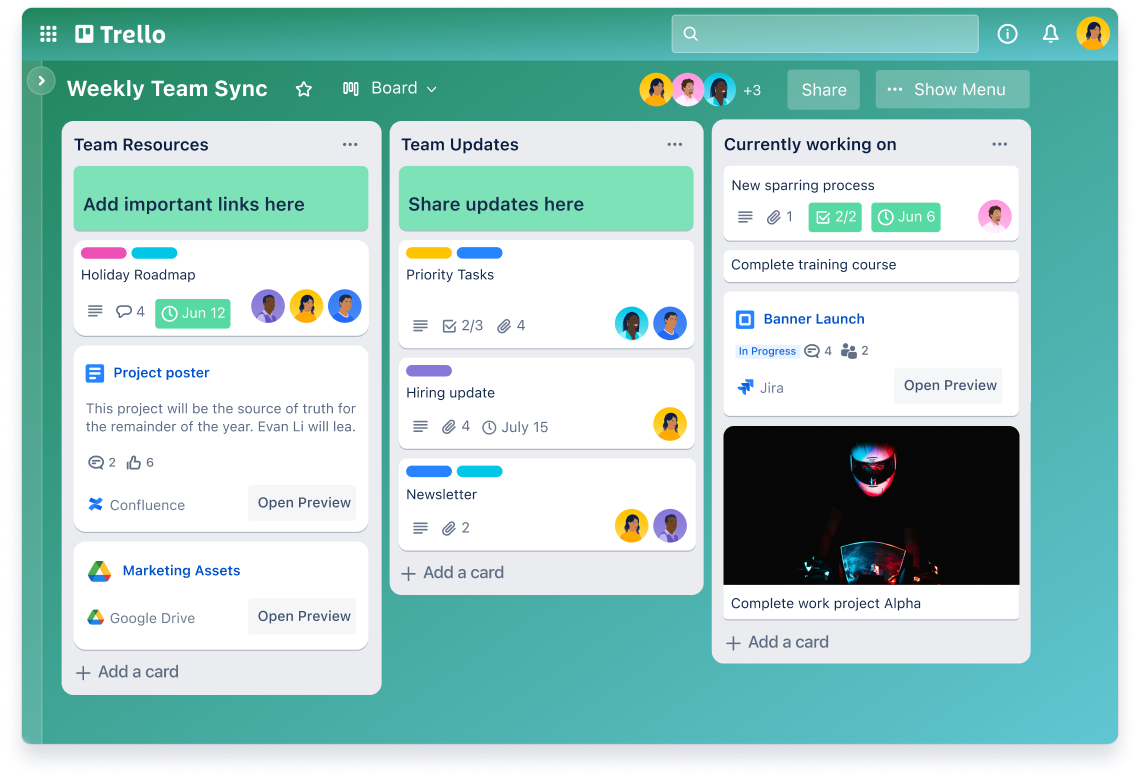 Trello
Weekly Team Sync
Board
+3
Share
Show Menu
Team Resources
Add important links here
Holiday Roadmap
4
Jun 12
Project poster
This project will be the source of truth for
the remainder of the year. Evan Li will lea.
2
6
Confluence
Open Preview
Marketing Assets
Google Drive
Open Preview
+ Add a card
Team Updates
Share updates here
Priority Tasks
2/3
4
Hiring update
4
July 15
Newsletter
2
+ Add a card
Currently working on
New sparring process
1
2/2
Jun 6
Complete training course
Banner Launch
In Progress
4
2
Jira
Open Preview
Complete work project Alpha
+ Add a card